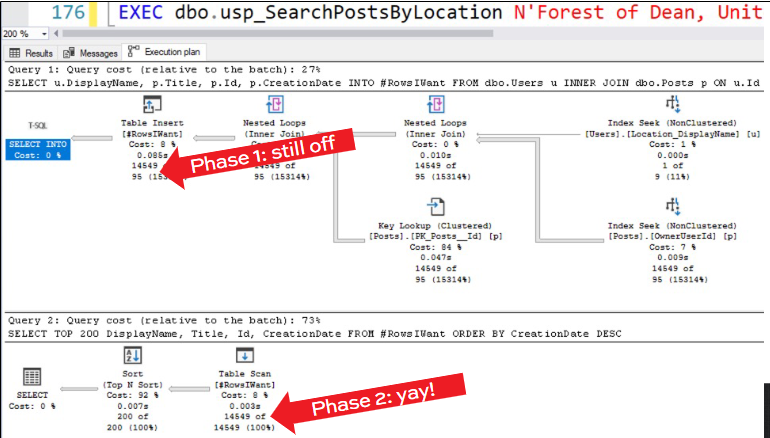 176 EXEC dbo.usp_SearchPostsByLocation N'Forest of Dean, Unit
200 %
Results Messages Execution plan
Query 1: Query cost (relative to the batch): 27%
SELECT u.DisplayName, p.Title, p.Id, p.CreationDate INTO #RowsIWant FROM dbo.Users u INNER JOIN dbo.Posts p ON u.Id
T-SQL
SELECT INTO
Cost: 0 %
Table Insert
[#RowsIWant]
Cost: 8 %
0.085s
14549 of
95 (153
Nested Loops
(Inner Join)
14549 of
95 (15314%)
Nested Loops
(Inner Join)
Cost: 0 %
0.010s
14549 of
95 (15314%)
Index Seek (NonClustered)
[Users].[Location_DisplayName] [u]
Cost: 1 %
0.000s
1 of
9 (11%)
Phase 1: still off
Key Lookup (Clustered)
[Posts].[PK_Posts__Id] [p]
Cost: 84 %
0.047s
14549 of
95 (15314%)
Index Seek (NonClustered)
[Posts].[OwnerUserId] [p]
Cost: 7 %
0.009s
14549 of
95 (15314%)
Query 2: Query cost (relative to the batch): 73%
SELECT TOP 200 DisplayName, Title, Id, CreationDate FROM #RowsIWant ORDER BY CreationDate DESC
SELECT
Cost: 0 %
Sort
(Top N Sort)
Cost: 92 %
0.007s
200 of
200 (100%)
Table Scan
[#RowsIWant]
Cost: 8 %
0.003s
14549 of
14549 (100%)
Phase 2: yay!